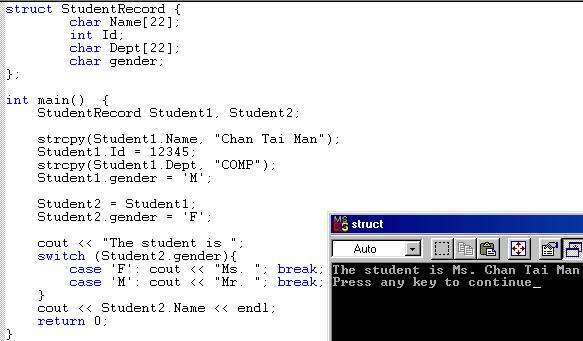 struct StudentRecord {
char Name[22];
int Id;
char Dept[22];
char gender;
};
int main() {
StudentRecord Student1, Student2;
strcpy(Student1.Name, "Chan Tai Man");
Student1.Id = 12345;
strcpy(Student1.Dept, "COMP");
Student1.gender = 'M';
Student2 = Student1;
Student2.gender = 'F';
cout << "The student is ";
switch (Student2.gender){
case 'F': cout << "Ms. "; break;
case 'M': cout << "Mr. "; break;
}
cout << Student2.Name << endl;
return 0;
}
struct
Auto
The student is Ms. Chan Tai Man
Press any key to continue_